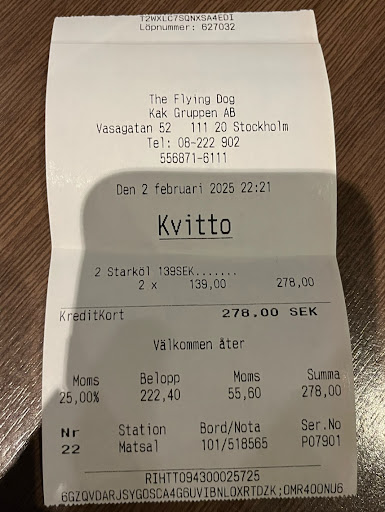 T2WXLC7SQNXSA4EDI
Löpnummer: 627032
The Flying Dog
Kak Gruppen AB
Vasagatan 52 111 20 Stockholm
Tel: 08-222 902
556871-6111
Den 2 februari 2025 22:21
Kvitto
2 Starköl 139SEK.......
2 x 139,00 278,00
KreditKort 278.00 SEK
Välkommen åter
Moms Belopp Moms Summa
25,00% 222,40 55,60 278,00
Nr Station Bord/Nota Ser.No
22 Matsal 101/518565 P07901
RIHTT094300025725
6GZQVDARJSYGOSCA4G6UVIBNLOXRTDZK;OMR4OONU6